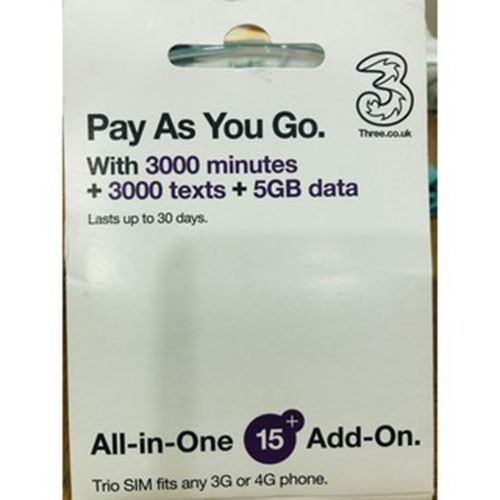 3
Three.co.uk
Pay As You Go.
With 3000 minutes
+ 3000 texts + 5GB data
Lasts up to 30 days.
All-in-One 15+ Add-On.
Trio SIM fits any 3G or 4G phone.